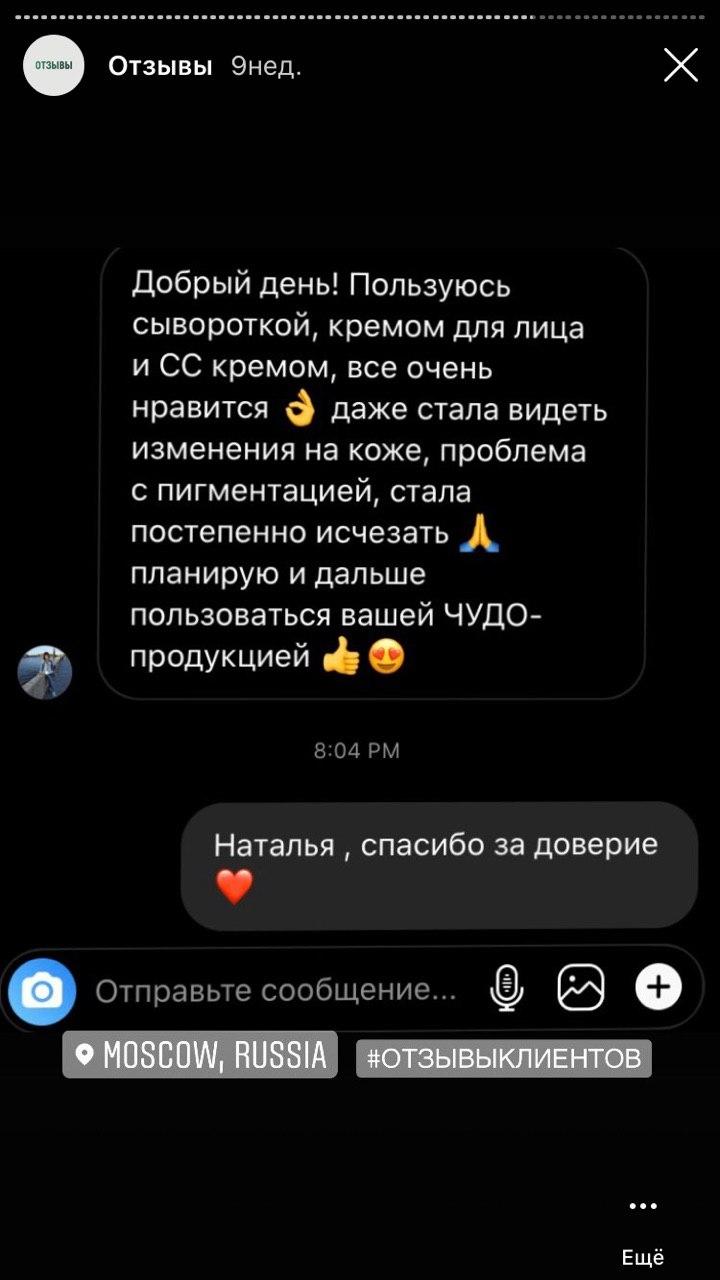 ОТЗЫВЫ
Отзывы 9нед.
Добрый день! Пользуюсь
сывороткой, кремом для лица
и СС кремом, все очень
нравится 👌 даже стала видеть
изменения на коже, проблема
с пигментацией, стала
постепенно исчезать 🙏
планирую и дальше
пользоваться вашей ЧУДО-
продукцией 👍😍
8:04 PM
Наталья , спасибо за доверие
❤️
Отправьте сообщение...
MOSCOW, RUSSIA
#ОТЗЫВЫКЛИЕНТОВ
Ещё